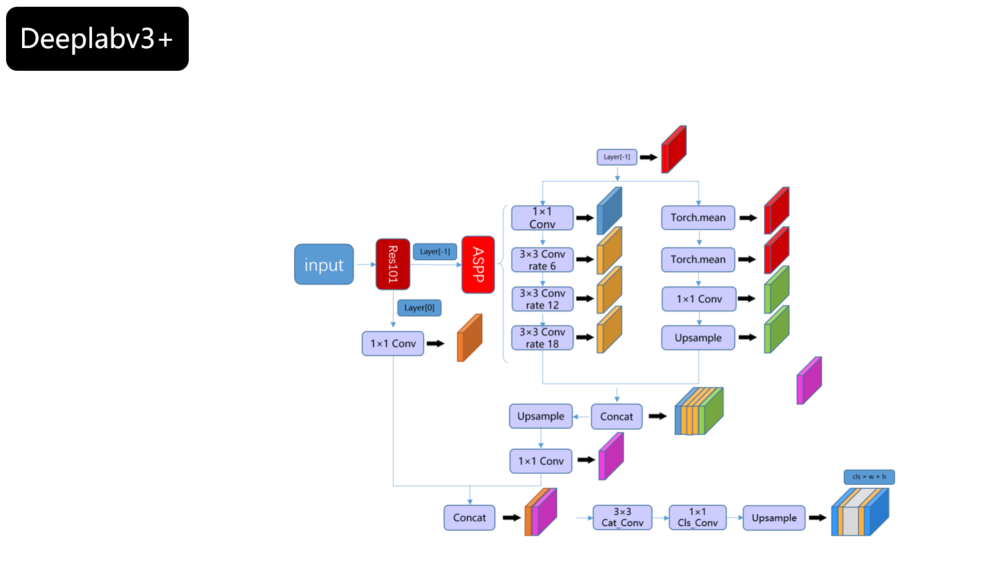 Deeplabv3+
Layer[-1]
1×1
Conv
Torch.mean
3×3 Conv
rate 6
Torch.mean
input
Res101
Layer[-1]
ASPP
3×3 Conv
rate 12
1×1 Conv
Layer[0]
3×3 Conv
rate 18
Upsample
1×1 Conv
Upsample
Concat
1×1 Conv
cls × w × h
Concat
3×3
Cat_Conv
1×1
Cls_Conv
Upsample